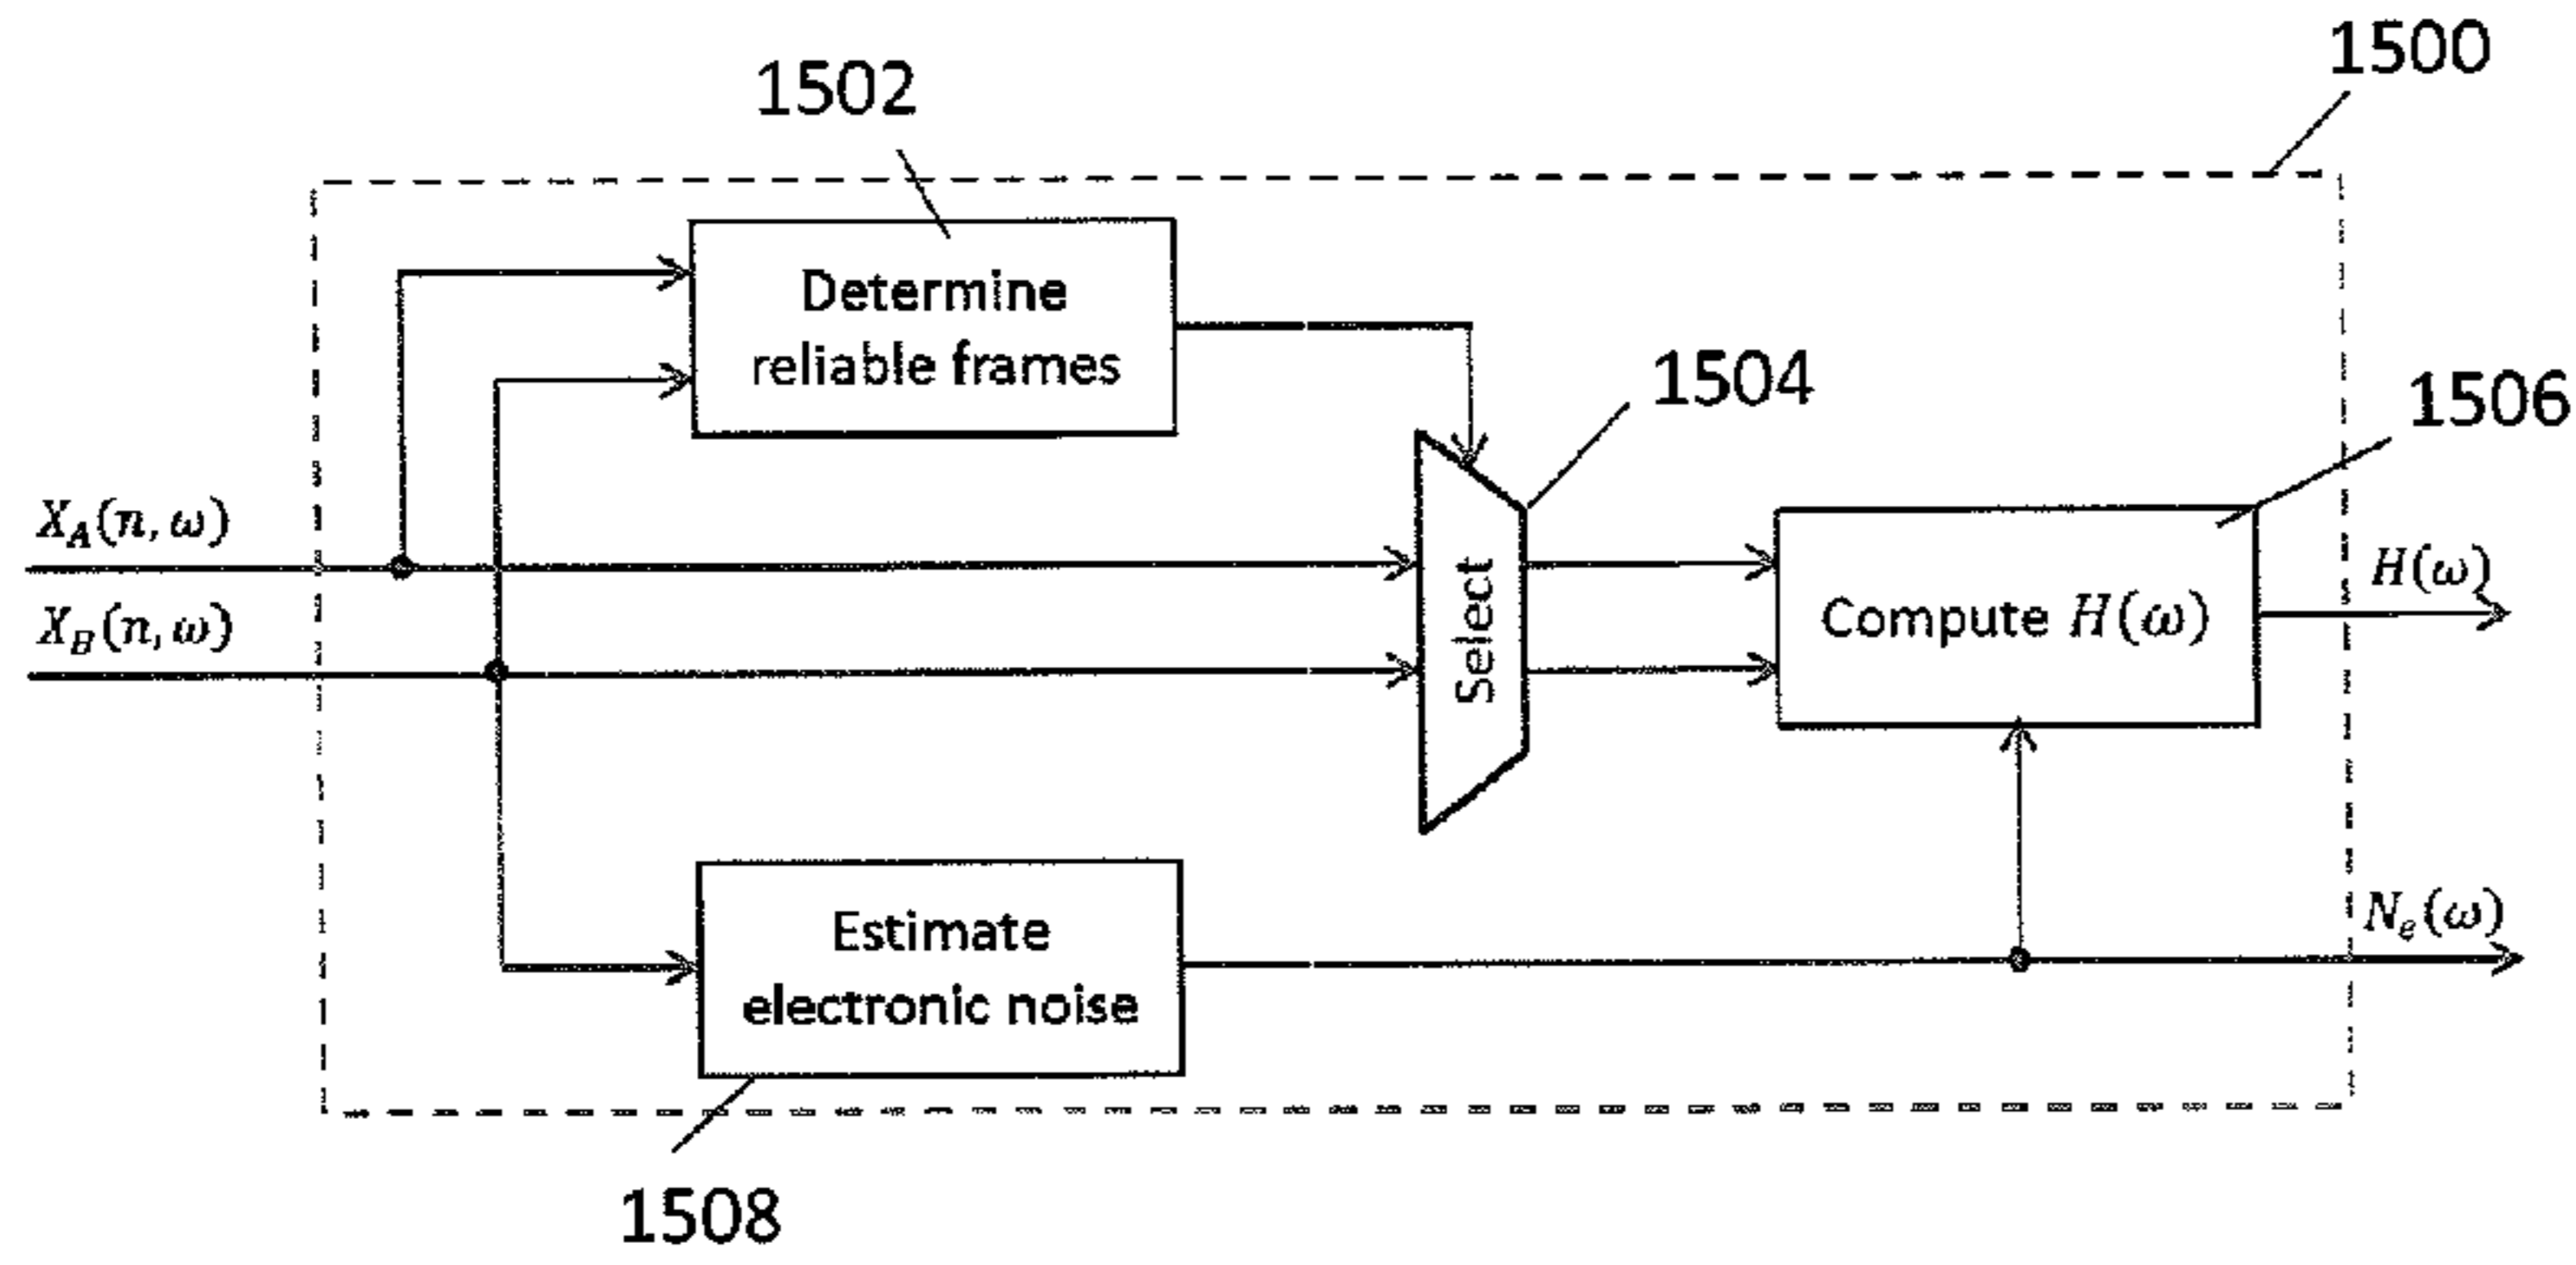 1500
1502
Determine
reliable frames
1504
1506
X_A(n, ω)
X_B(n, ω)
Select
Compute H(ω)
H(ω)
Estimate
electronic noise
N_e(ω)
1508